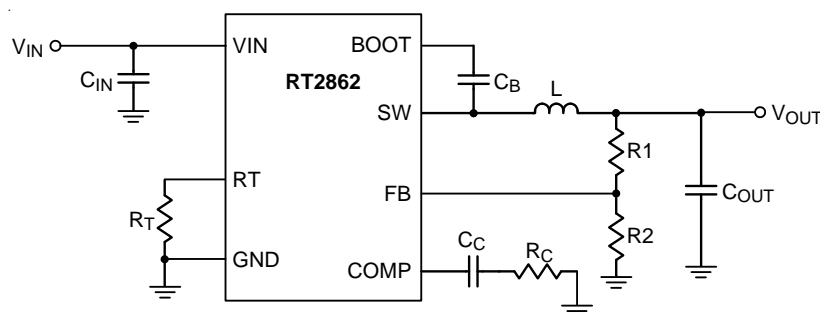 VIN
VIN
BOOT
CIN
RT2862
CB
L
SW
VOUT
R1
RT
RT
FB
COUT
R2
CC
RC
GND
COMP